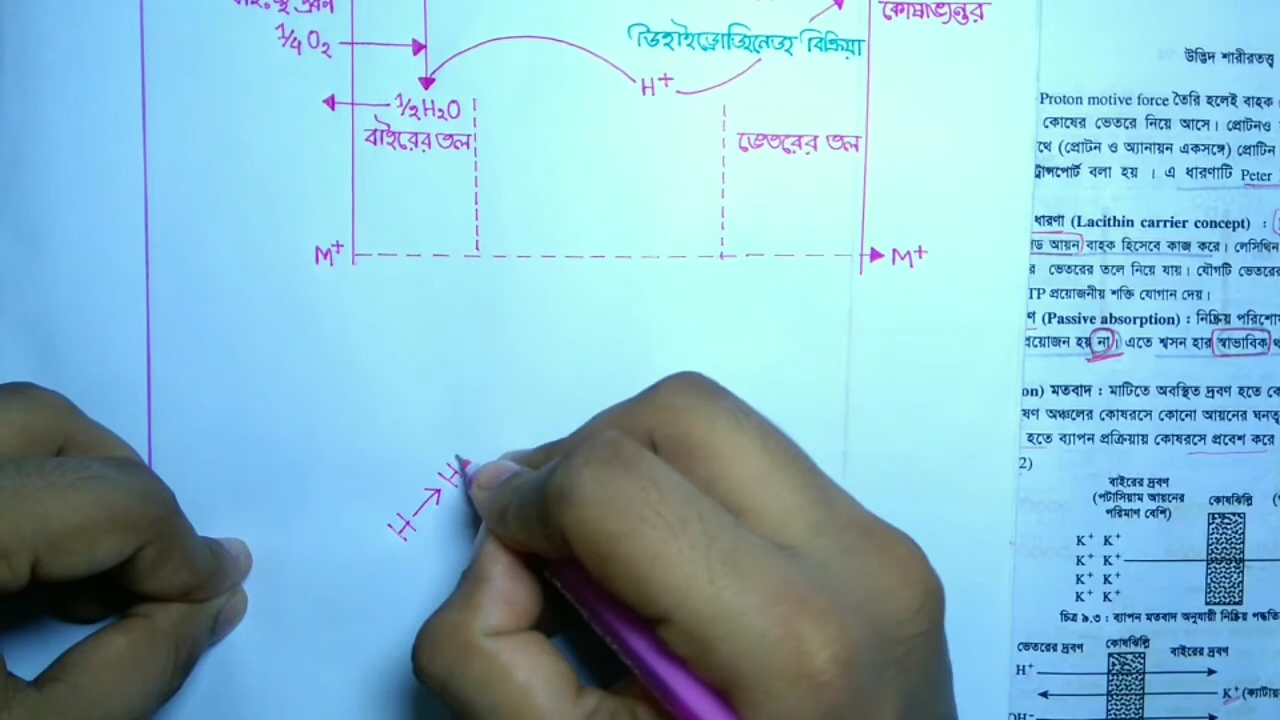 কোষাভ্যন্তর
¼O₂
ডিহাইড্রোজিনেজ বিক্রিয়া
H⁺
½H₂O
বাইরের তল
ভেতরের তল
M⁺
M⁺
H → H
উদ্ভিদ শারীরতত্ত্ব
Proton motive force তৈরি হলেই বাহক
কোষের ভেতরে নিয়ে আসে। প্রোটনও
থে (প্রোটন ও অ্যানায়ন একসঙ্গে) প্রোটিন
ট্রান্সপোর্ট বলা হয় । এ ধারণাটি Peter
ধারণা (Lacithin carrier concept) :
ড আয়ন বাহক হিসেবে কাজ করে। লেসিথিন
র ভেতরের তলে নিয়ে যায়। যৌগটি ভেতরের
TP প্রয়োজনীয় শক্তি যোগান দেয়।
ণ (Passive absorption) : নিষ্ক্রিয় পরিশো
য়োজন হয় না। এতে শ্বসন হার স্বাভাবিক
on) মতবাদ : মাটিতে অবস্থিত দ্রবণ হতে কো
ষণ অঞ্চলের কোষরসে কোনো আয়নের ঘনত্ব
হতে ব্যাপন প্রক্রিয়ায় কোষরসে প্রবেশ করে
2)
বাইরের দ্রবণ
(পটাসিয়াম আয়নের
পরিমাণ বেশি)
কোষঝিল্লি
K⁺ K⁺
K⁺ K⁺
K⁺ K⁺
K⁺ K⁺
চিত্র ৯.৩ : ব্যাপন মতবাদ অনুযায়ী নিষ্ক্রিয় পদ্ধতি
ভেতরের দ্রবণ
কোষঝিল্লি
বাইরের দ্রবণ
H⁺
K⁺ (ক্যাটায়
OH⁻